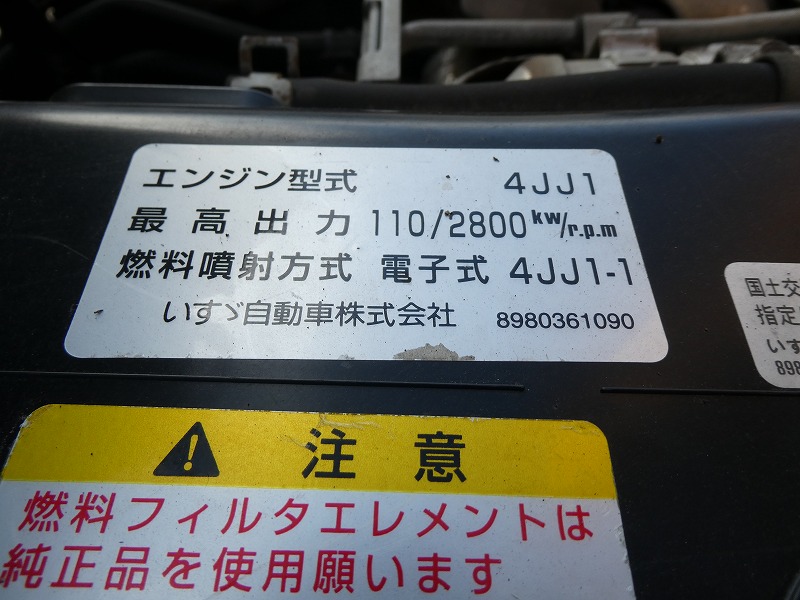 エンジン型式 4JJ1
最高出力 110/2800kw/r.p.m
燃料噴射方式 電子式 4JJ1-1
いすゞ自動車株式会社 8980361090
国土交
指定
いす
898
注意
燃料フィルタエレメントは
純正品を使用願います